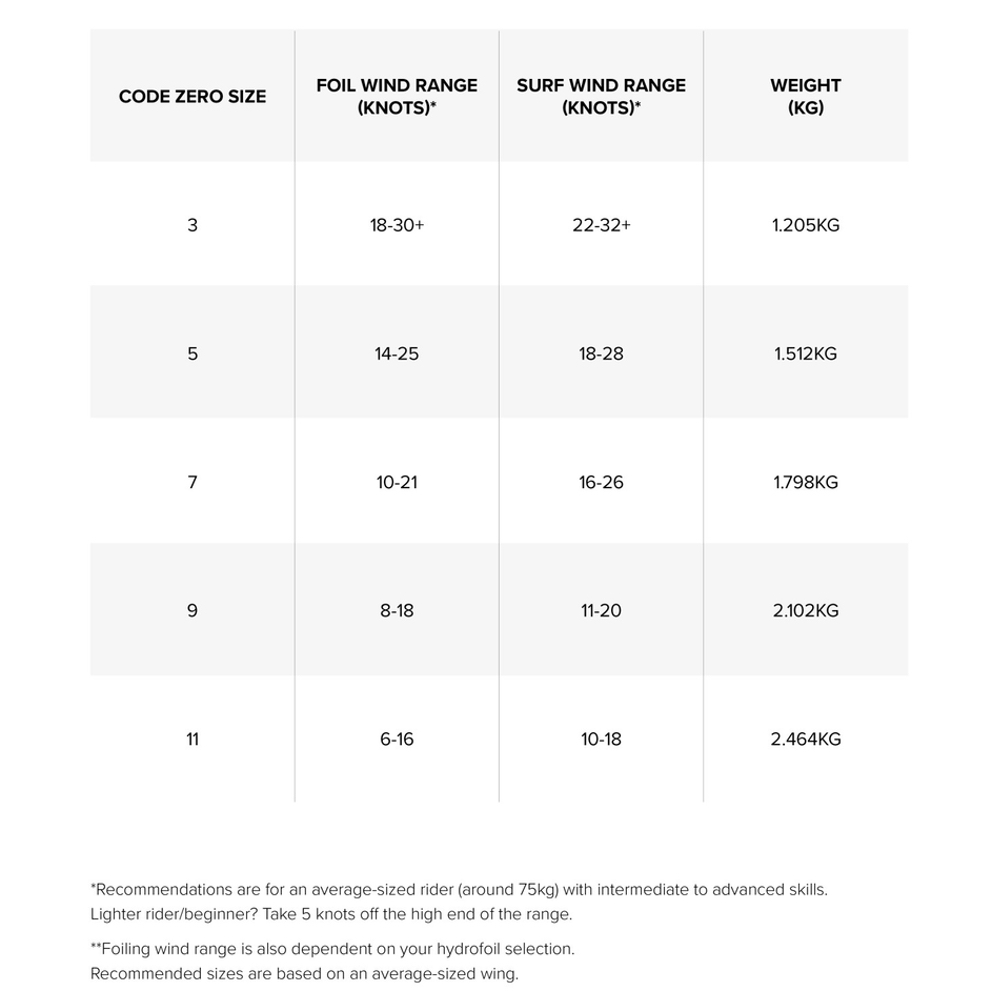 CODE ZERO SIZE
FOIL WIND RANGE
(KNOTS)*
SURF WIND RANGE
(KNOTS)*
WEIGHT
(KG)
3
18-30+
22-32+
1.205KG
5
14-25
18-28
1.512KG
7
10-21
16-26
1.798KG
9
8-18
11-20
2.102KG
11
6-16
10-18
2.464KG
*Recommendations are for an average-sized rider (around 75kg) with intermediate to advanced skills.
Lighter rider/beginner? Take 5 knots off the high end of the range.
**Foiling wind range is also dependent on your hydrofoil selection.
Recommended sizes are based on an average-sized wing.